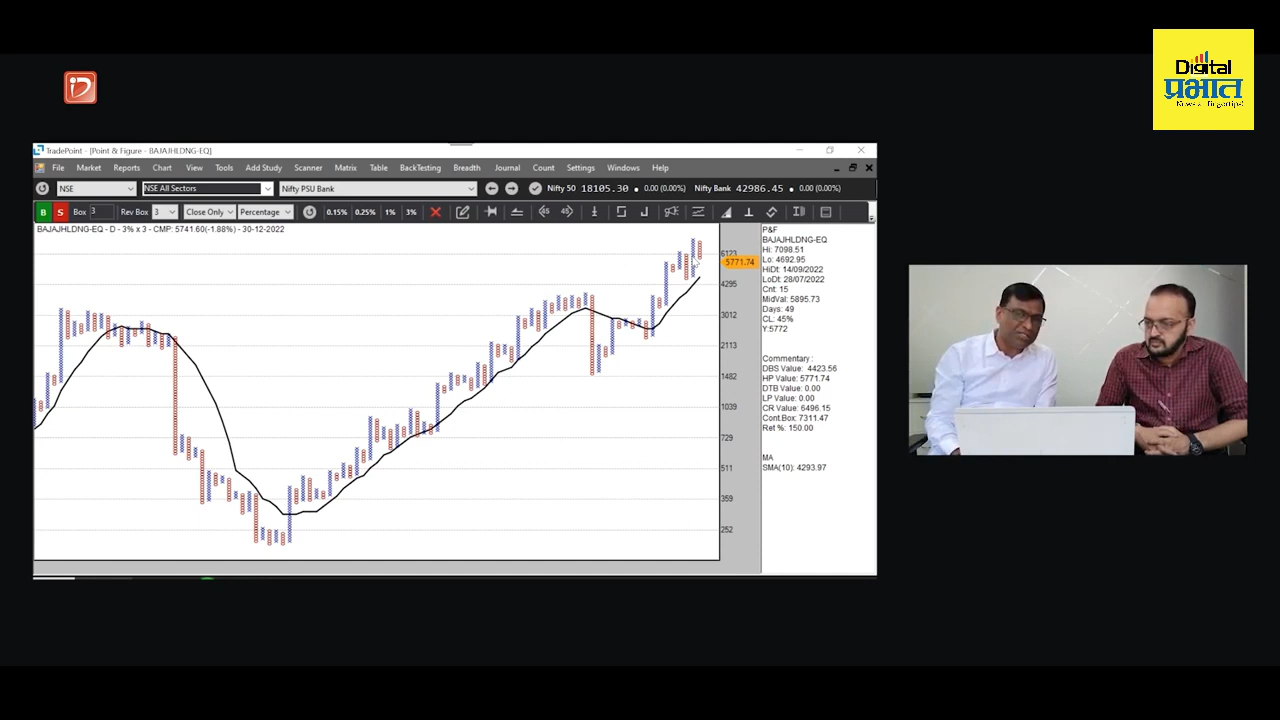 Digital
प्रभात
News @ Fingertips!
TradePoint - [Point & Figure - BAJAJHLDNG-EQ]
File Market Reports Chart View Tools Add Study Scanner Matrix Table BackTesting Breadth Journal Count Settings Windows Help
NSE NSE All Sectors Nifty PSU Bank Nifty 50 18105.30 0.00 (0.00%) Nifty Bank 42986.45 0.00 (0.00%)
B S Box 3 Rev Box 3 Close Only Percentage 0.15% 0.25% 1% 3% 45 45
BAJAJHLDNG-EQ - D - 3% x 3 - CMP: 5741.60(-1.88%) - 30-12-2022
6123
5771.74
4295
3012
2113
1482
1039
729
511
359
252
P&F
BAJAJHLDNG-EQ
Hi: 7098.51
Lo: 4692.95
HiDt: 14/09/2022
LoDt: 28/07/2022
Cnt: 15
MidVal: 5895.73
Days: 49
CL: 45%
Y:5772
Commentary :
DBS Value: 4423.56
HP Value: 5771.74
DTB Value: 0.00
LP Value: 0.00
CR Value: 6496.15
Cont.Box: 7311.47
Ret %: 150.00
MA
SMA(10): 4293.97